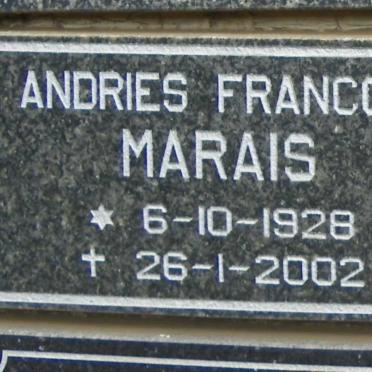 ANDRIES FRANCO
MARAIS
* 6-10-1928
† 26-1-2002